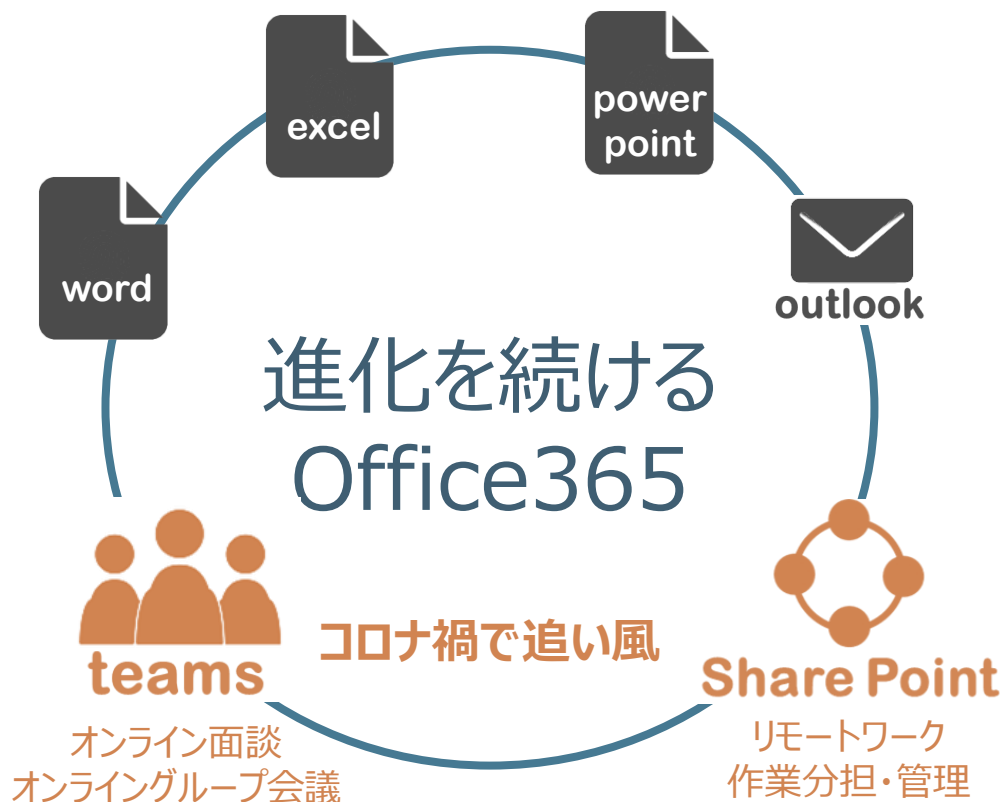 excel
power
point
word
outlook
進化を続ける
Office365
コロナ禍で追い風
teams
オンライン面談
オンライングループ会議
Share Point
リモートワーク
作業分担・管理